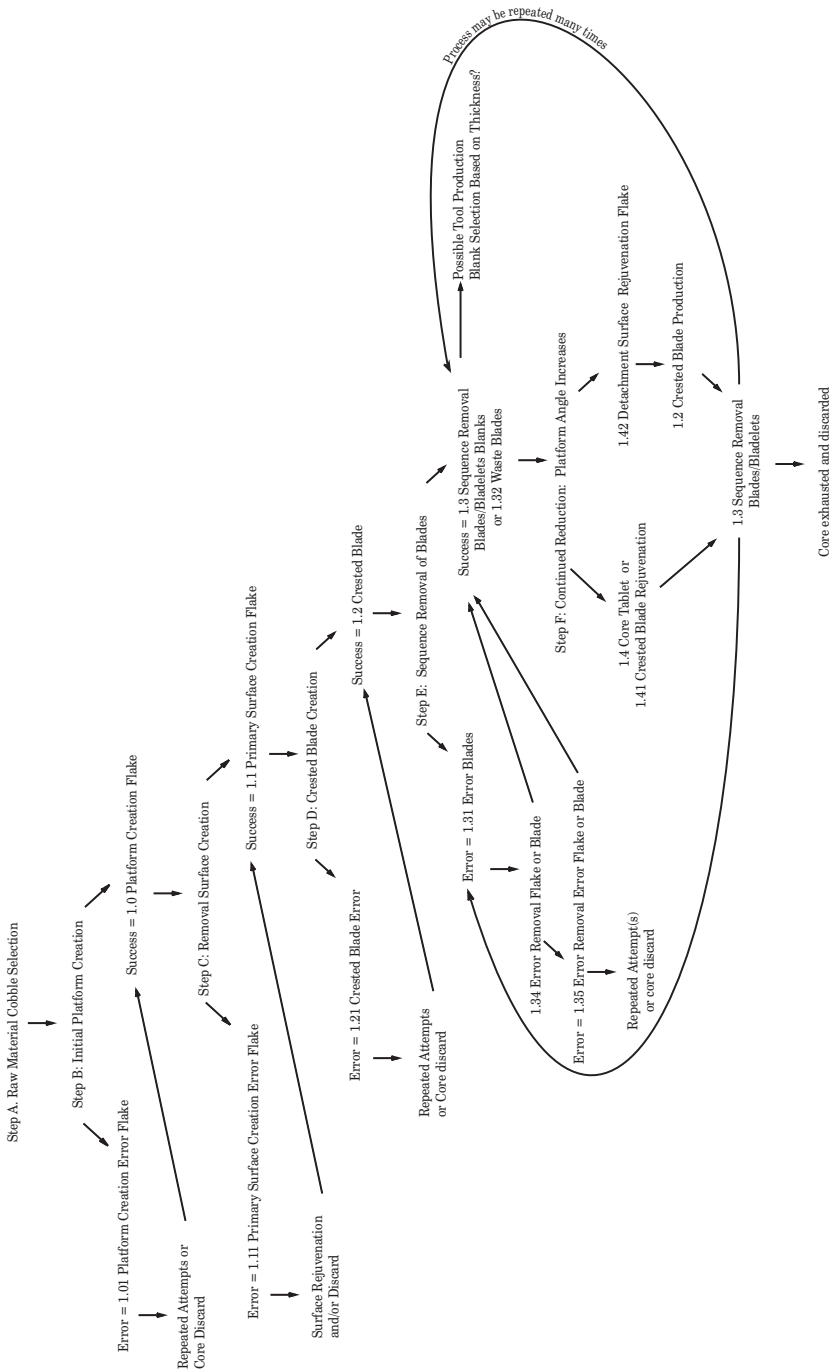 Step A. Raw Material Cobble Selection
Step B: Initial Platform Creation
Error = 1.01 Platform Creation Error Flake
Success = 1.0 Platform Creation Flake
Repeated Attempts or
Core Discard
Step C: Removal Surface Creation
Error = 1.11 Primary Surface Creation Error Flake
Success = 1.1 Primary Surface Creation Flake
Surface Rejuvenation
and/or Discard
Step D: Crested Blade Creation
Error = 1.21 Crested Blade Error
Success = 1.2 Crested Blade
Repeated Attempts
or Core discard
Step E: Sequence Removal of Blades
Error = 1.31 Error Blades
Success = 1.3 Sequence Removal
Blades/Bladelets Blanks
or 1.32 Waste Blades
Possible Tool Production
Blank Selection Based on Thickness?
Process may be repeated many times
1.34 Error Removal Flake or Blade
Error = 1.35 Error Removal Error Flake or Blade
Repeated Attempt(s)
or core discard
Step F: Continued Reduction: Platform Angle Increases
1.4 Core Tablet or
1.41 Crested Blade Rejuvenation
1.42 Detachment Surface Rejuvenation Flake
1.2 Crested Blade Production
1.3 Sequence Removal
Blades/Bladelets
Core exhausted and discarded